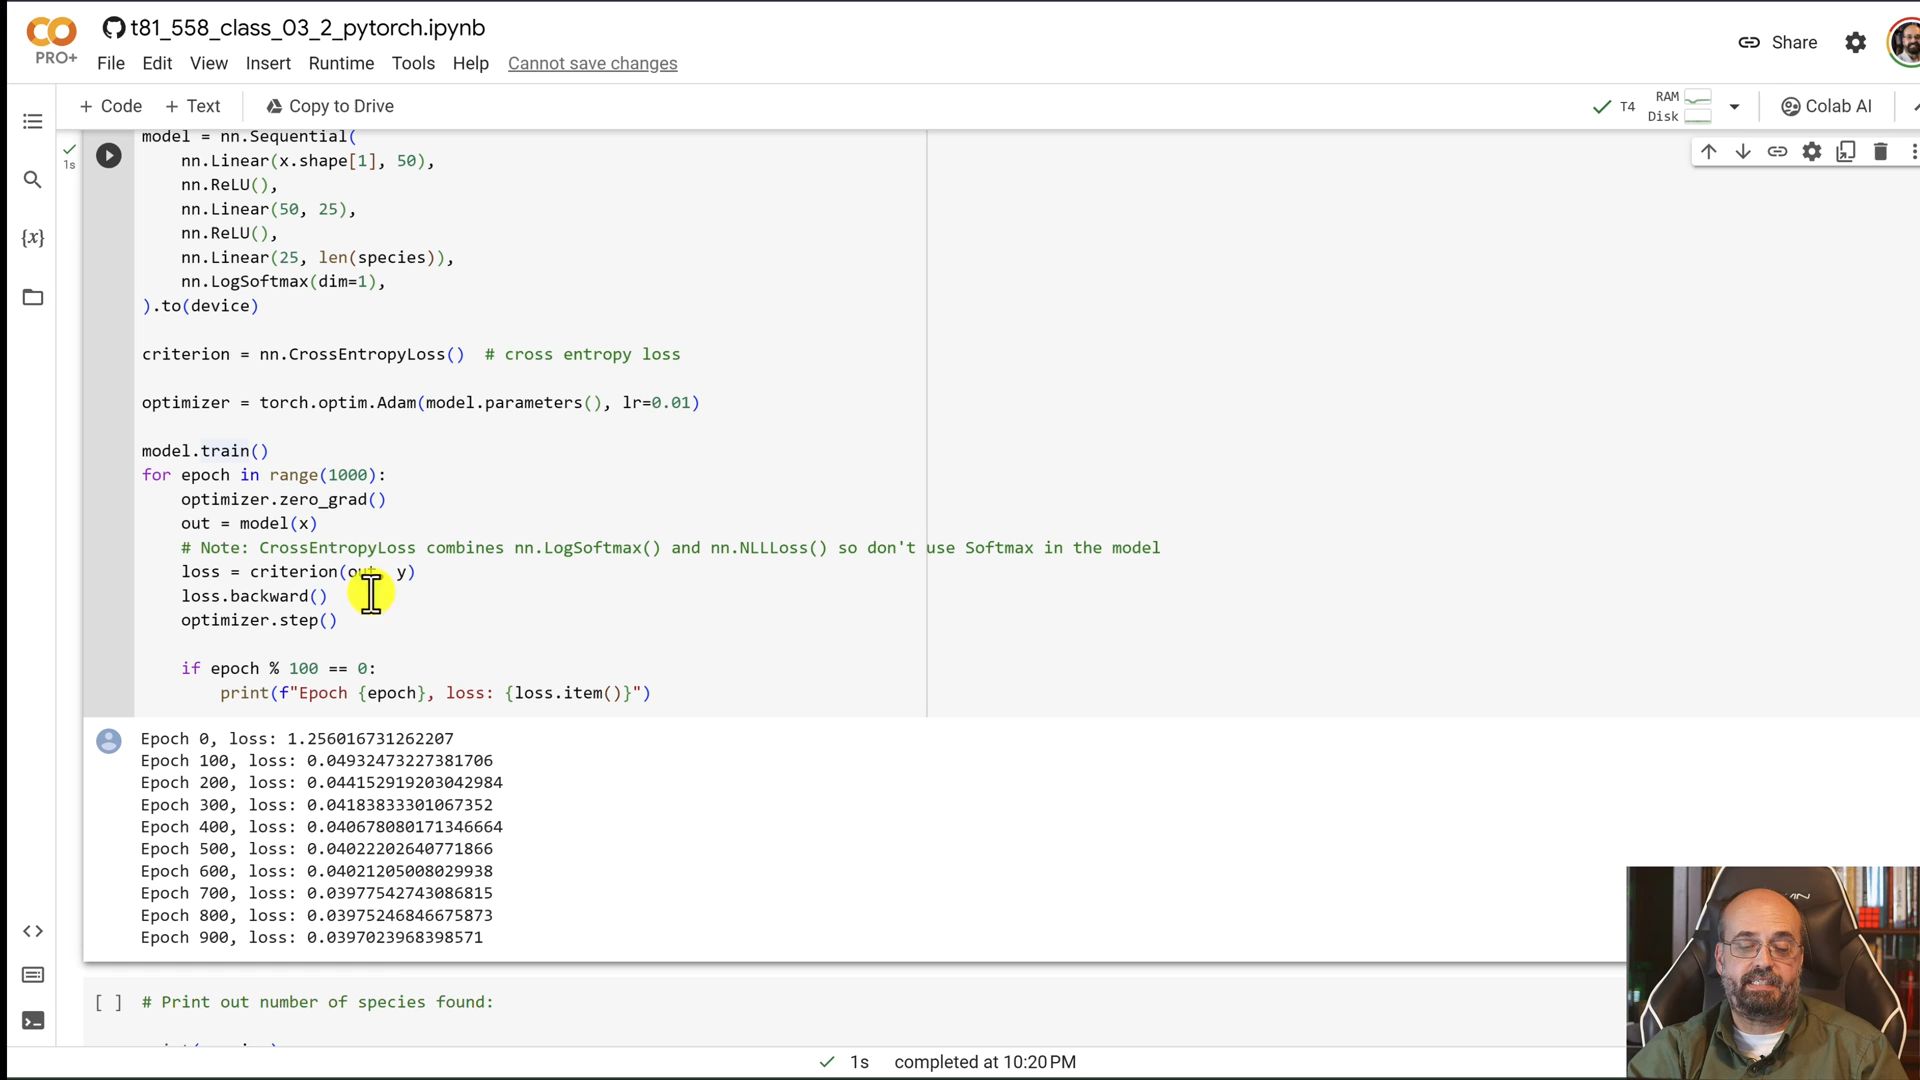 t81_558_class_03_2_pytorch.ipynb
PRO+
File Edit View Insert Runtime Tools Help Cannot save changes
Share
+ Code + Text Copy to Drive
T4 RAM Disk Colab AI
1s
model = nn.Sequential(
nn.Linear(x.shape[1], 50),
nn.ReLU(),
nn.Linear(50, 25),
nn.ReLU(),
nn.Linear(25, len(species)),
nn.LogSoftmax(dim=1),
).to(device)
criterion = nn.CrossEntropyLoss()  # cross entropy loss
optimizer = torch.optim.Adam(model.parameters(), lr=0.01)
model.train()
for epoch in range(1000):
optimizer.zero_grad()
out = model(x)
# Note: CrossEntropyLoss combines nn.LogSoftmax() and nn.NLLLoss() so don't use Softmax in the model
loss = criterion(out, y)
loss.backward()
optimizer.step()
if epoch % 100 == 0:
print(f"Epoch {epoch}, loss: {loss.item()}")
Epoch 0, loss: 1.256016731262207
Epoch 100, loss: 0.04932473227381706
Epoch 200, loss: 0.044152919203042984
Epoch 300, loss: 0.04183833301067352
Epoch 400, loss: 0.040678080171346664
Epoch 500, loss: 0.04022202640771866
Epoch 600, loss: 0.04021205008029938
Epoch 700, loss: 0.03977542743086815
Epoch 800, loss: 0.03975246846675873
Epoch 900, loss: 0.0397023968398571
[ ] # Print out number of species found:
1s completed at 10:20PM